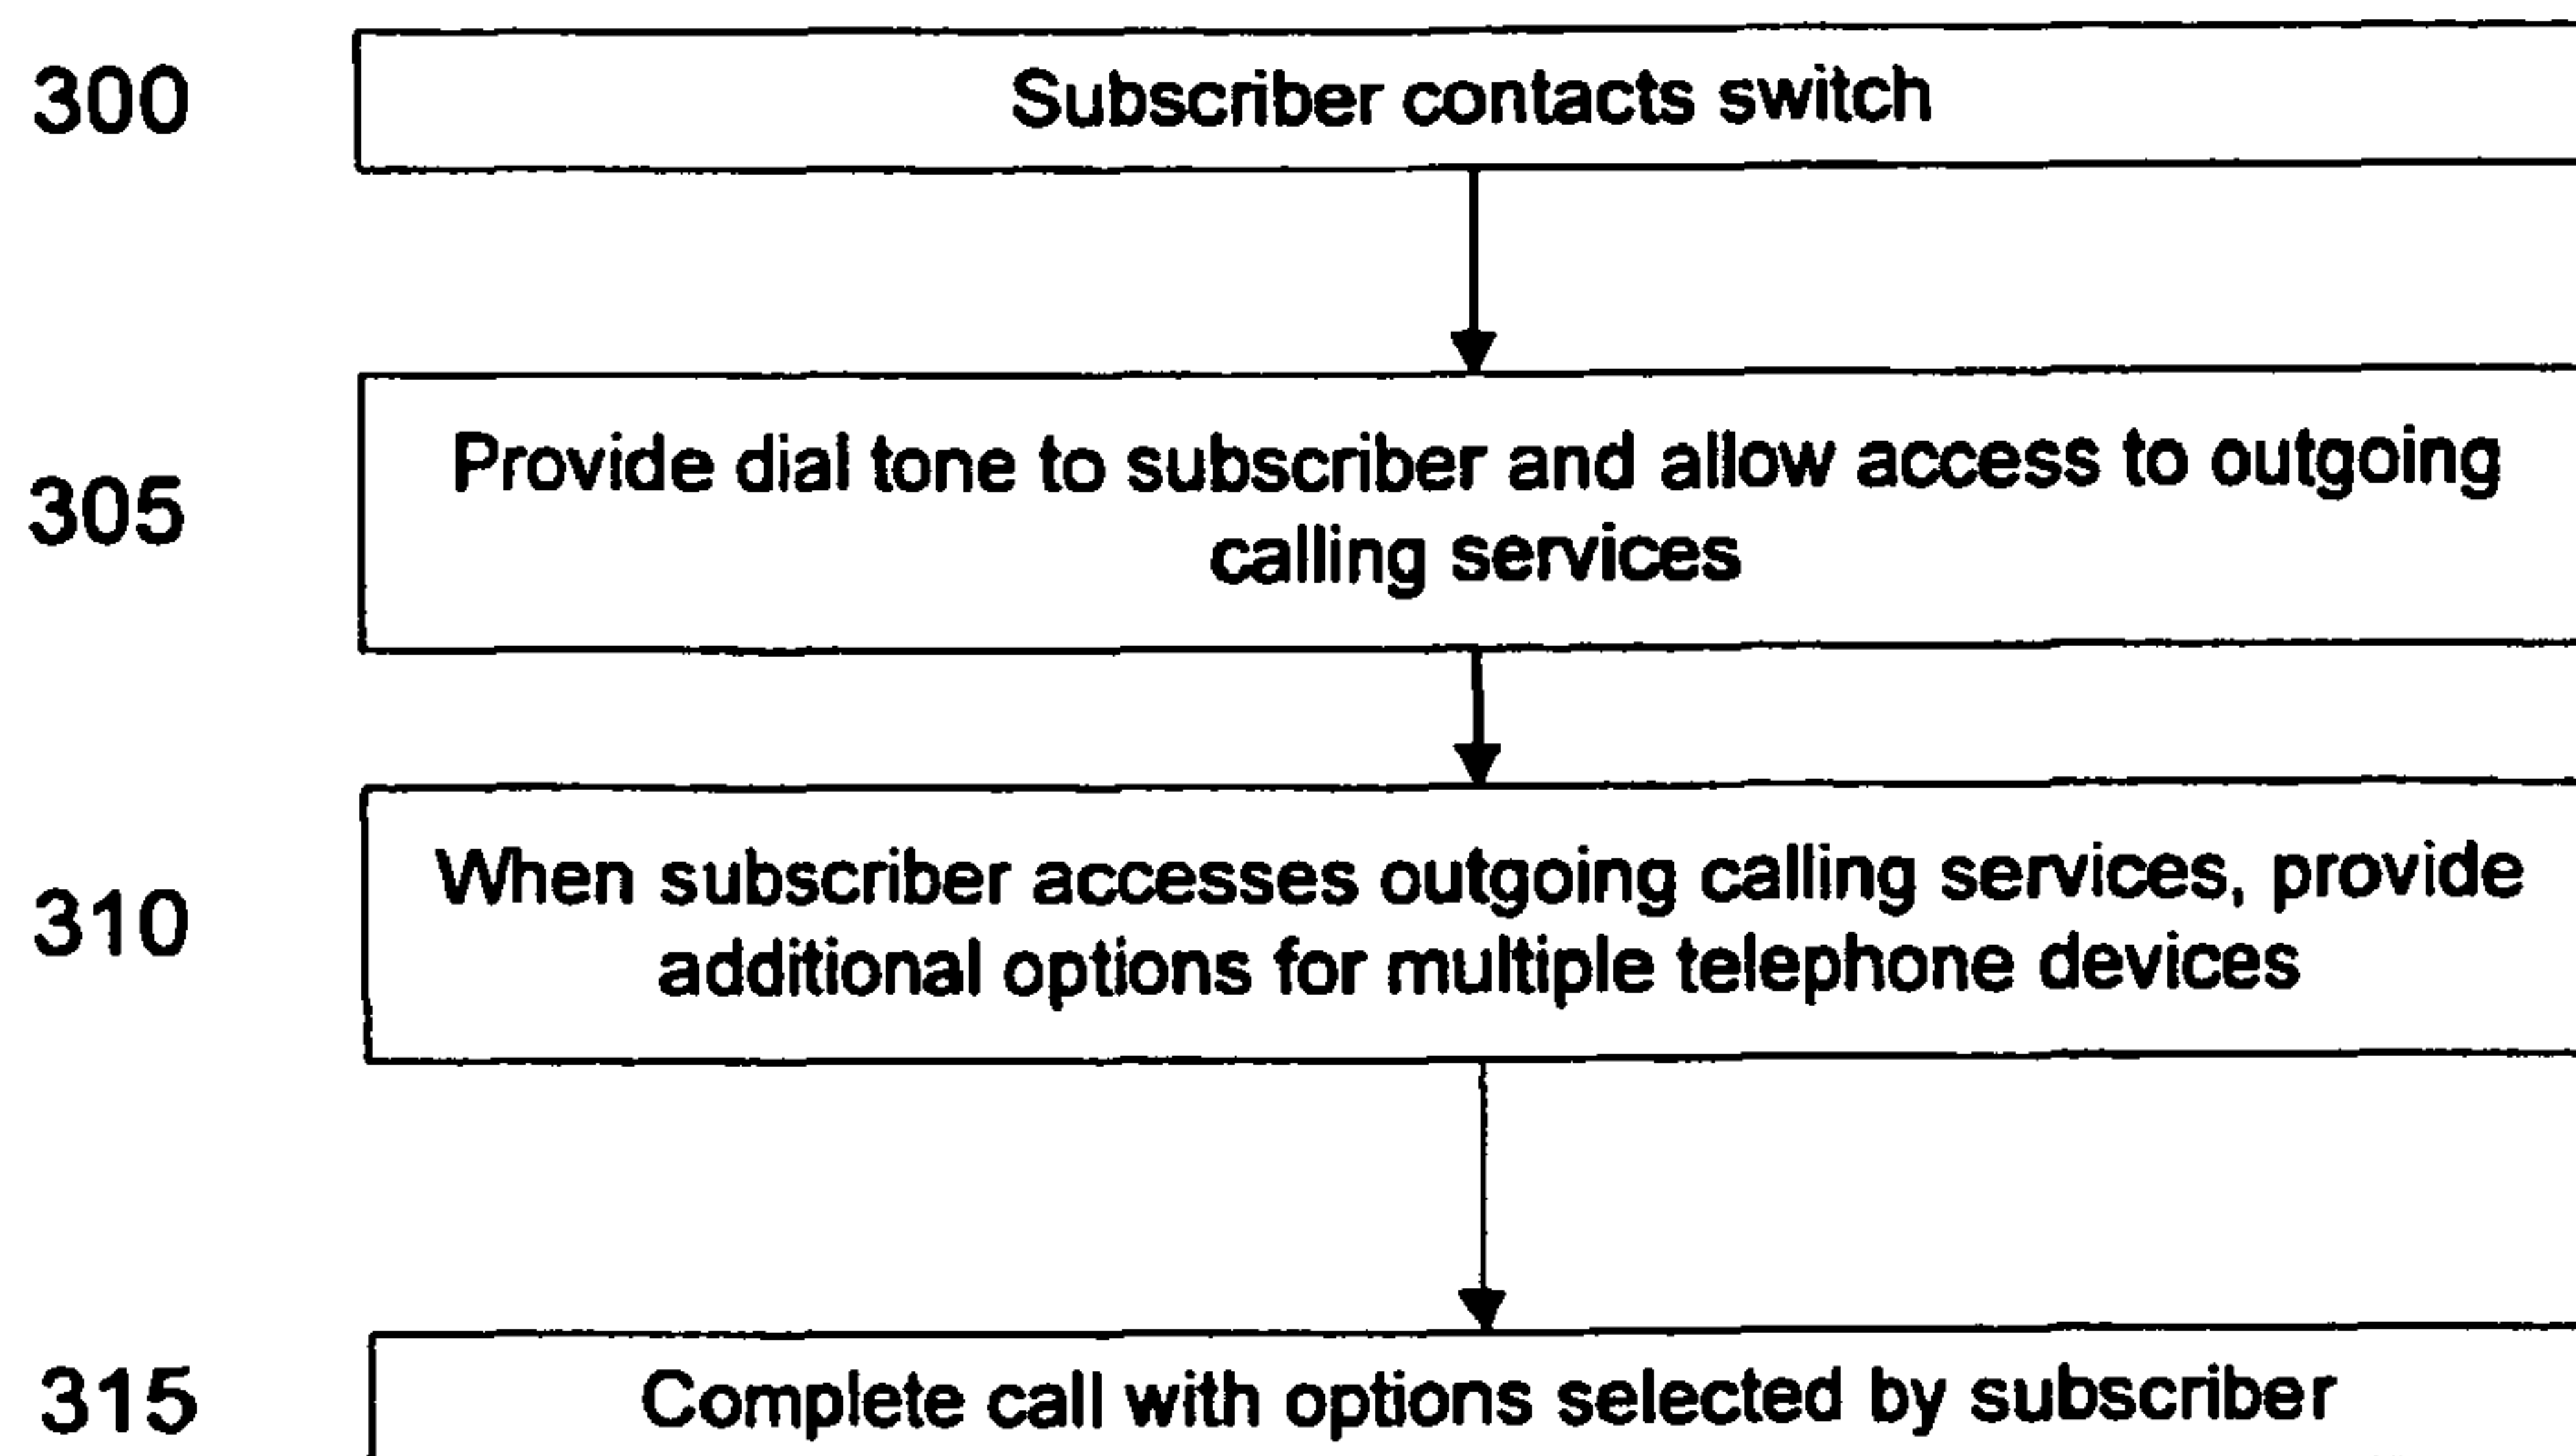 300
Subscriber contacts switch
305
Provide dial tone to subscriber and allow access to outgoing
calling services
310
When subscriber accesses outgoing calling services, provide
additional options for multiple telephone devices
315
Complete call with options selected by subscriber